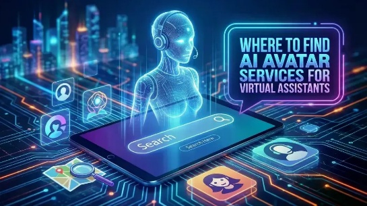 WHERE TO FIND
AI AVATAR
SERVICES FOR
VIRTUAL ASSISTANTS
Search